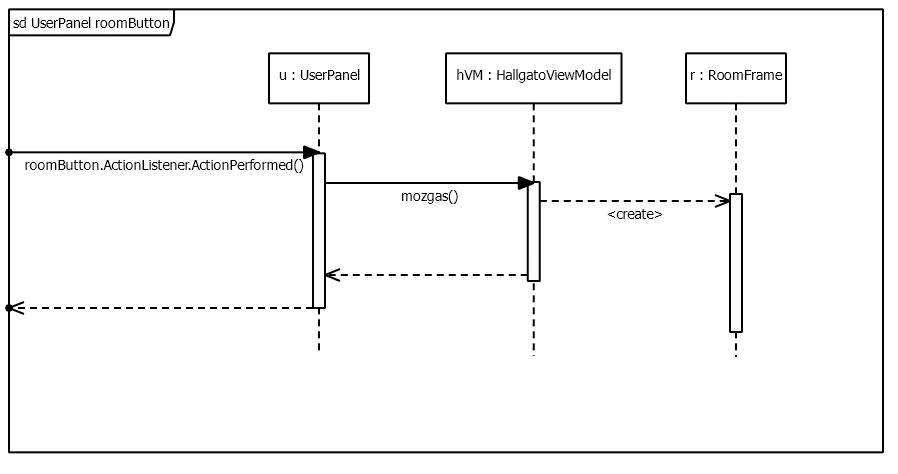 sd UserPanel roomButton
u : UserPanel
hVM : HallgatoViewModel
r : RoomFrame
roomButton.ActionListener.ActionPerformed()
mozgas()
<create>